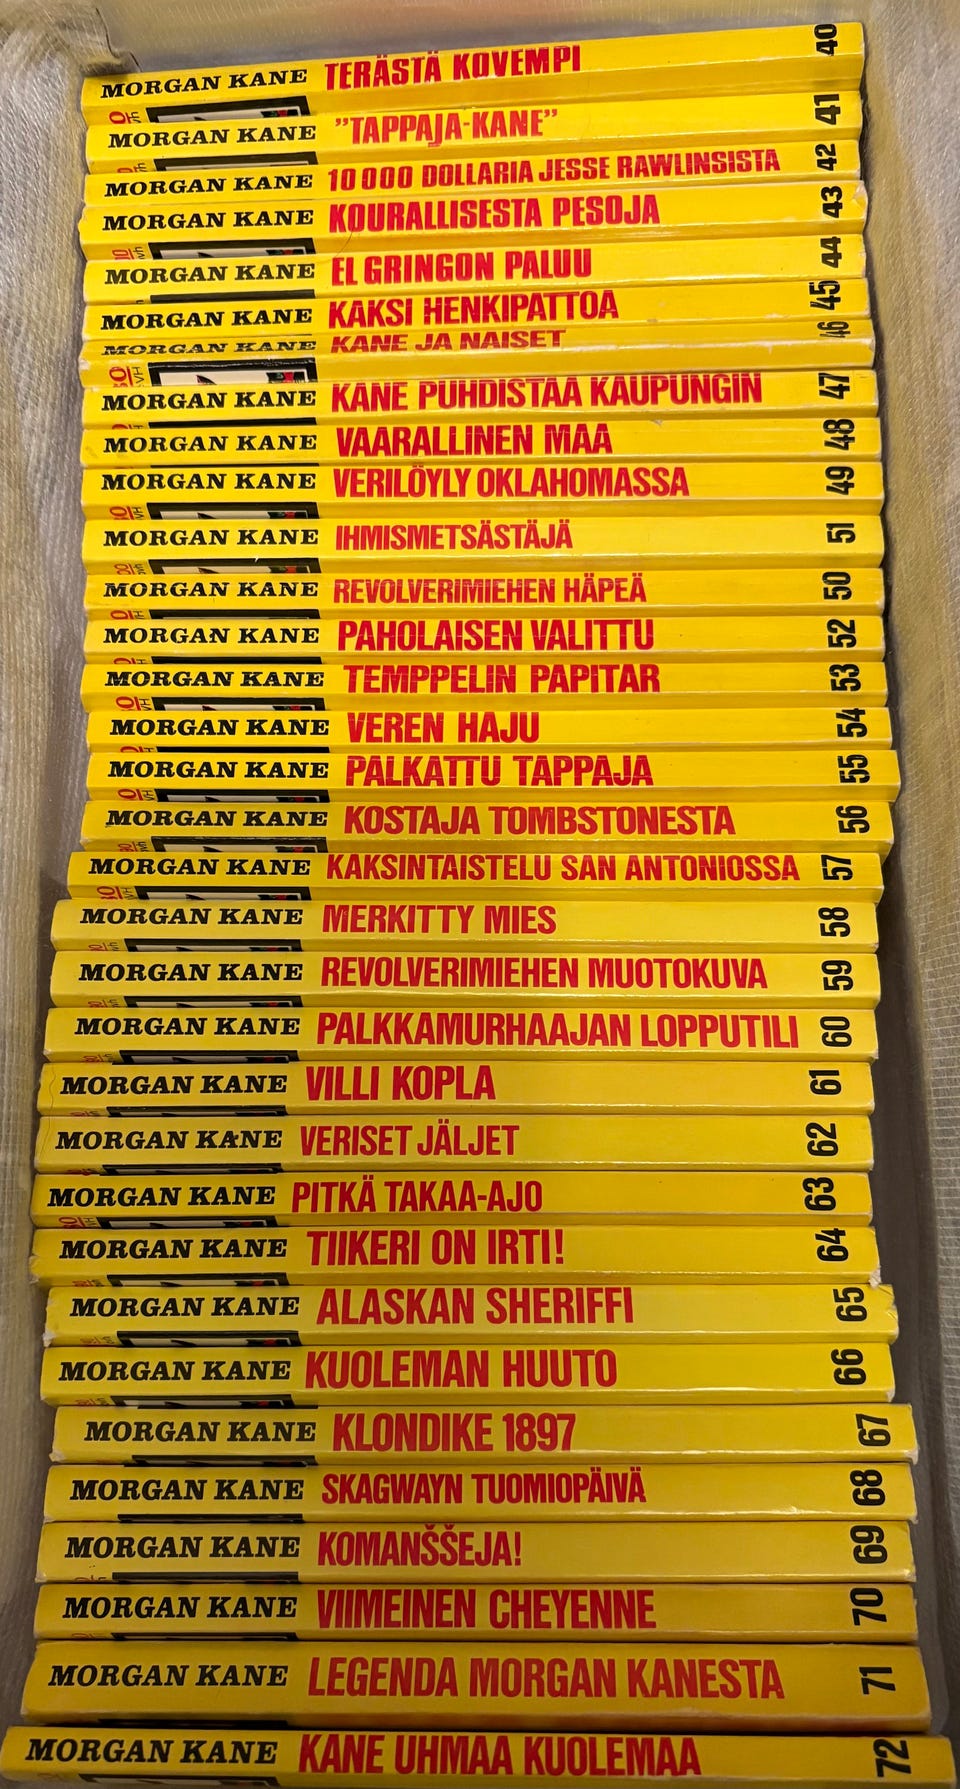 MORGAN KANE TERÄSTÄ KOVEMPI 40
MORGAN KANE "TAPPAJA-KANE" 41
MORGAN KANE 10 000 DOLLARIA JESSE RAWLINSISTA 42
MORGAN KANE KOURALLISESTA PESOJA 43
MORGAN KANE EL GRINGON PALUU 44
MORGAN KANE KAKSI HENKIPATTOA 45
MORGAN KANE KANE JA NAISET 46
MORGAN KANE KANE PUHDISTAA KAUPUNGIN 47
MORGAN KANE VAARALLINEN MAA 48
MORGAN KANE VERILÖYLY OKLAHOMASSA 49
MORGAN KANE IHMISMETSÄSTÄJÄ 51
MORGAN KANE REVOLVERIMIEHEN HÄPEÄ 50
MORGAN KANE PAHOLAISEN VALITTU 52
MORGAN KANE TEMPPELIN PAPITAR 53
MORGAN KANE VEREN HAJU 54
MORGAN KANE PALKATTU TAPPAJA 55
MORGAN KANE KOSTAJA TOMBSTONESTA 56
MORGAN KANE KAKSINTAISTELU SAN ANTONIOSSA 57
MORGAN KANE MERKITTY MIES 58
MORGAN KANE REVOLVERIMIEHEN MUOTOKUVA 59
MORGAN KANE PALKKAMURHAAJAN LOPPUTILI 60
MORGAN KANE VILLI KOPLA 61
MORGAN KANE VERISET JÄLJET 62
MORGAN KANE PITKÄ TAKAA-AJO 63
MORGAN KANE TIIKERI ON IRTI! 64
MORGAN KANE ALASKAN SHERIFFI 65
MORGAN KANE KUOLEMAN HUUTO 66
MORGAN KANE KLONDIKE 1897 67
MORGAN KANE SKAGWAYN TUOMIOPÄIVÄ 68
MORGAN KANE KOMANŠŠEJA! 69
MORGAN KANE VIIMEINEN CHEYENNE 70
MORGAN KANE LEGENDA MORGAN KANESTA 71
MORGAN KANE KANE UHMAA KUOLEMAA 72